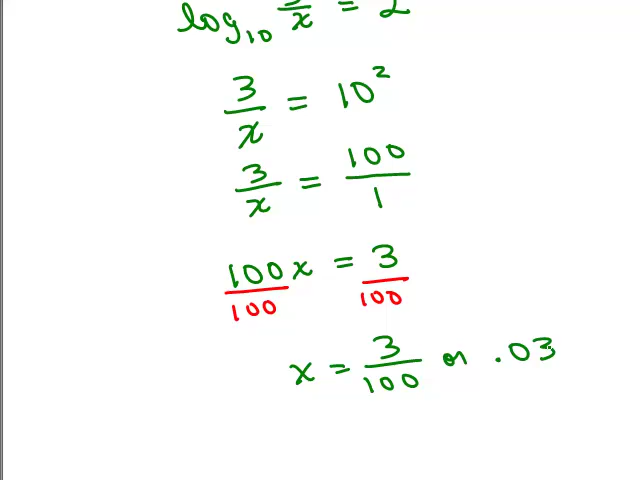 log₁₀ 3/x = 2
3/x = 10²
3/x = 100/1
100x/100 = 3/100
x = 3/100 or .03